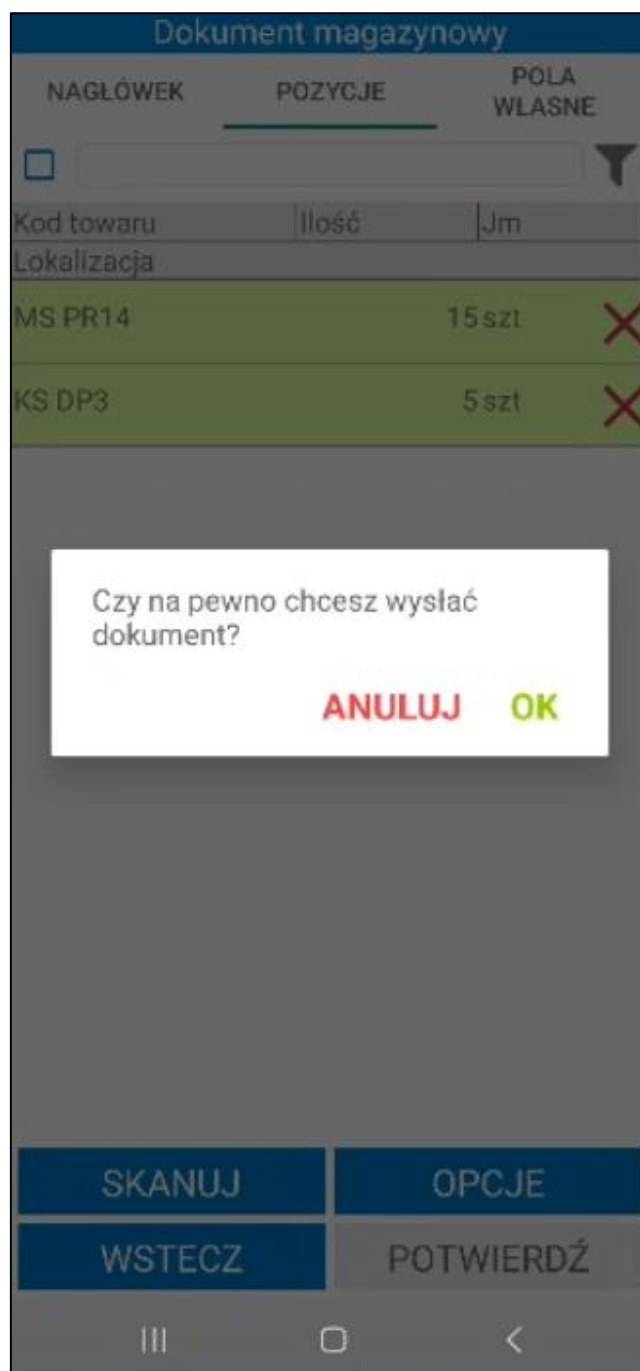 Dokument magazynowy
NAGŁÓWEK POZYCJE POLA
WŁASNE
Kod towaru Ilość Jm
Lokalizacja
MS PR14 15 szt
KS DP3 5 szt
Czy na pewno chcesz wysłać
dokument?
ANULUJ OK
SKANUJ OPCJE
WSTECZ POTWIERDŹ